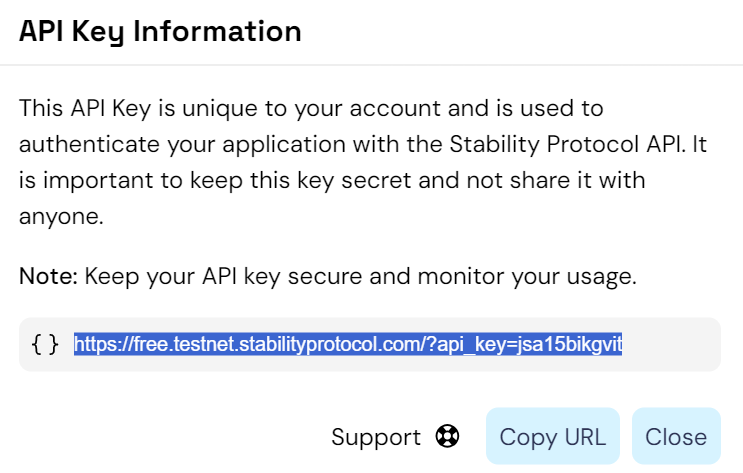 API Key Information
This API Key is unique to your account and is used to
authenticate your application with the Stability Protocol API. It
is important to keep this key secret and not share it with
anyone.
Note: Keep your API key secure and monitor your usage.
{ } https://free.testnet.stabilityprotocol.com/?api_key=jsa15bikgvit
Support Copy URL Close